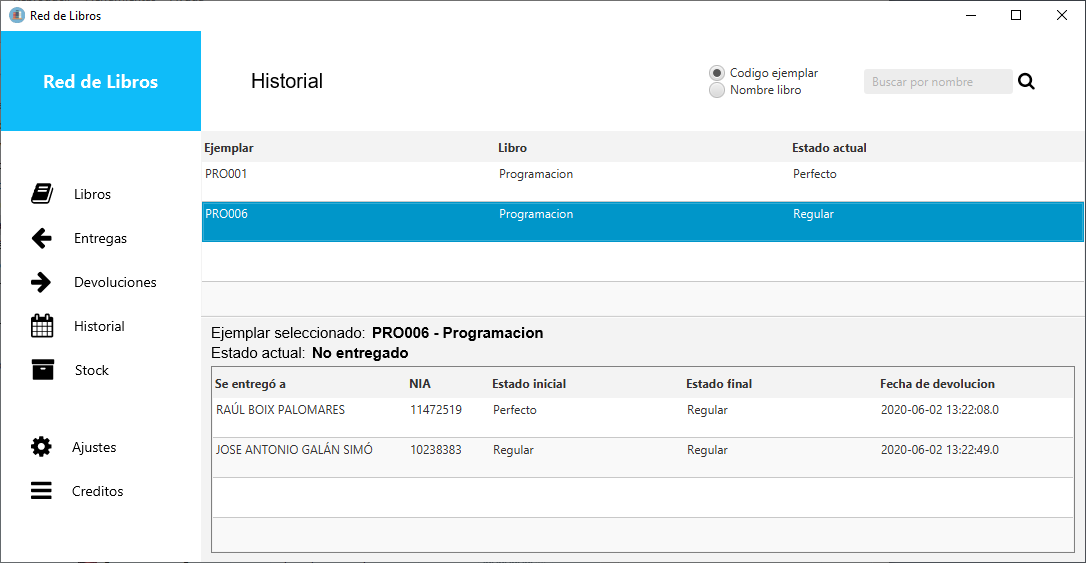 Red de Libros
Red de Libros
Historial
Codigo ejemplar
Nombre libro
Buscar por nombre
Libros
Entregas
Devoluciones
Historial
Stock
Ajustes
Creditos
Ejemplar Libro Estado actual
PRO001 Programacion Perfecto
PRO006 Programacion Regular
Ejemplar seleccionado: PRO006 - Programacion
Estado actual: No entregado
Se entregó a NIA Estado inicial Estado final Fecha de devolucion
RAÚL BOIX PALOMARES 11472519 Perfecto Regular 2020-06-02 13:22:08.0
JOSE ANTONIO GALÁN SIMÓ 10238383 Regular Regular 2020-06-02 13:22:49.0